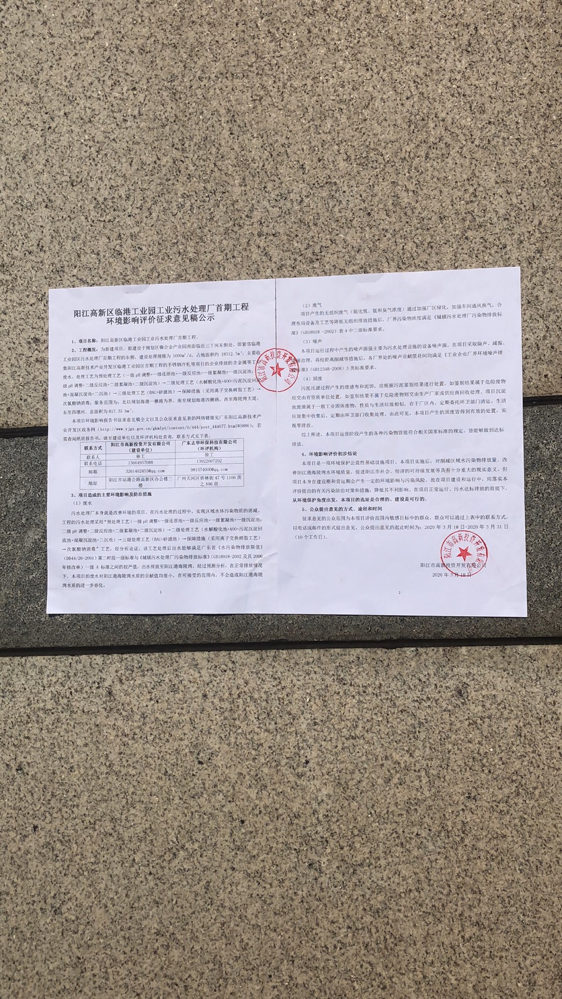 阳江高新区临港工业园工业污水处理厂首期工程
环境影响评价征求意见稿公示
1、项目名称：阳江高新区临港工业园工业污水处理厂首期工程。
2、工程概况：为新建项目，拟建设于规划区镍合金产业园南面临近三丫河东侧处，即紧邻临港
工业园区污水处理厂首期工程的东侧，建设处理规模为 5000m³/d，占地面积约 18312.7m²，主要收
集阳江高新技术产业开发区临港工业园区首期工程的不锈钢冷轧等项目的企业排放的含金属等工业
废水，处理工艺为预处理工艺（一级 pH 调整+一级还原池+一级反应池+一级絮凝池+一级沉淀池；二
级 pH 调整+二级反应池+二级絮凝池+二级沉淀池）→二级处理工艺（水解酸化池+AOO+污泥沉淀回流
池+混凝沉淀池+二沉池）→三级处理工艺（BAC+砂滤池）→保障措施（采用离子交换树脂工艺）→
次氯酸钠消毒；服务范围为：北以规划海港一横路为界，南至规划海港四横路，西至海陵湾大堤，
东至四墩河，总面积为 817.35 hm²。
本项目环境影响报告书征求意见稿全文以及公众征求意见表的网络链接见广东阳江高新技术产
业开发区政务网（http://www.yjgx.gov.cn/gkmlpt/content/0/444/post_444677.html#5886）；若
需查阅纸质报告书，请至建设单位以及环评机构处查询，联系方式见下表。
联系方式 阳江市高新投资开发有限公司（建设单位） 广东志华环保科技有限公司（环评机构）
联系人 林工 徐工
联系电话 13664957088 13922007202
邮箱 3261462453@qq.com 981574000@qq.com
地址 阳江市站港公路高新区办公楼二楼 广州天河区侨林街 47 号 1106 房之 A96 房
3、项目造成的主要环境影响及防治措施
（1）废水
污水处理厂本身就是改善环境的项目，在污水处理的过程中，实现区域水体污染物质的消减。
工程的污水处理采用“预处理工艺（一级 pH 调整+一级还原池+一级反应池+一级絮凝池+一级沉淀池；
二级 pH 调整+二级反应池+二级絮凝池+二级沉淀池）→二级处理工艺（水解酸化池+AOO+污泥沉淀回
流池+混凝沉淀池+二沉池）→三级处理工艺（BAC+砂滤池）→保障措施（采用离子交换树脂工艺）
→次氯酸钠消毒”工艺，经分析论证，该工艺处理后出水能够满足广东省《水污染物排放限值》
（DB44/26-2001）第二时段一级标准与《城镇污水处理厂污染物排放标准》（GB18918-2002 及其 2006
年修改单）一级 A 标准之间的较严值，出水排放至阳江港海陵湾，经过预测分析，在正常排放情况
下，本项目的废水对阳江港海陵湾水质的贡献值均很小，在可接受的范围内，不会造成阳江港海陵
湾水质的进一步恶化。
1
（2）废气
项目产生的无组织废气（硫化氢、氨和臭气浓度）通过加强厂区绿化，加强车间通风换气，合
理布局设备及工艺等降低无组织排放措施后，厂界污染物浓度满足《城镇污水处理厂污染物排放标
准》（GB18918 -2002）表 4 中二级标准要求。
（3）噪声
本项目运行过程中产生的噪声源强主要为污水处理设施的设备噪声源，在项目采取隔声、减振、
噪治理，再经距离削减等措施后，各厂界处的噪声贡献值昼间均满足《工业企业厂界环境噪声排
标准》（GB12348-2008）3 类标准要求。
（4）固废
污泥压滤过程产生的废滤布和泥饼，应根据污泥鉴别结果进行处置，如鉴别结果属于危险废物
应交由有资质单位处置，如鉴别结果不属于危险废物则交由生产厂家或供应商回收处理。项目沉淀
池废渣属于一般工业固体废物，性质与生活垃圾相似，存于厂区内，定期委托环卫部门清运。生活
垃圾中收集后，定期由环卫部门收集处理。由此可见，本项目产生的固废皆得到有效的处置，实
现零排放。
综上所述，本项目运营阶段产生的各种污染物皆能符合相关国家标准的规定，皆能够做到达标
排放。
4、环境影响评价初步结论
本项目是一项环境保护公益性基础设施项目，本项目实施后，对削减区域水污染物排放量、改
善阳江港海陵湾水环境质量，促进阳江市社会、经济的可持续发展等具有十分重大的现实意义。但
项目本身在建设期和营运期会产生一定的环境影响与污染风险，故在项目建设和运行中，应落实本
评价提出的有关污染防治对策和措施，降低其不利影响。在项目正常运行、污水达标排放的前提下，
从环境保护角度出发，本项目的选址是合理的、建设是可行的。
5、公众提出意见的方式、途径和时间
征求意见的公众范围为本项目评价范围内敏感目标中的群众，群众可以通过上表中的联系方式，
以电话或邮件的形式提出意见。公众提出意见的起止时间为：2020 年 3 月 18 日-2020 年 3 月 31 日
（10 个工作日）。
阳江市高新投资开发有限公司
2020 年 3 月 18 日
2
阳江市高新投资开发有限公司
阳江市高新投资开发有限公司